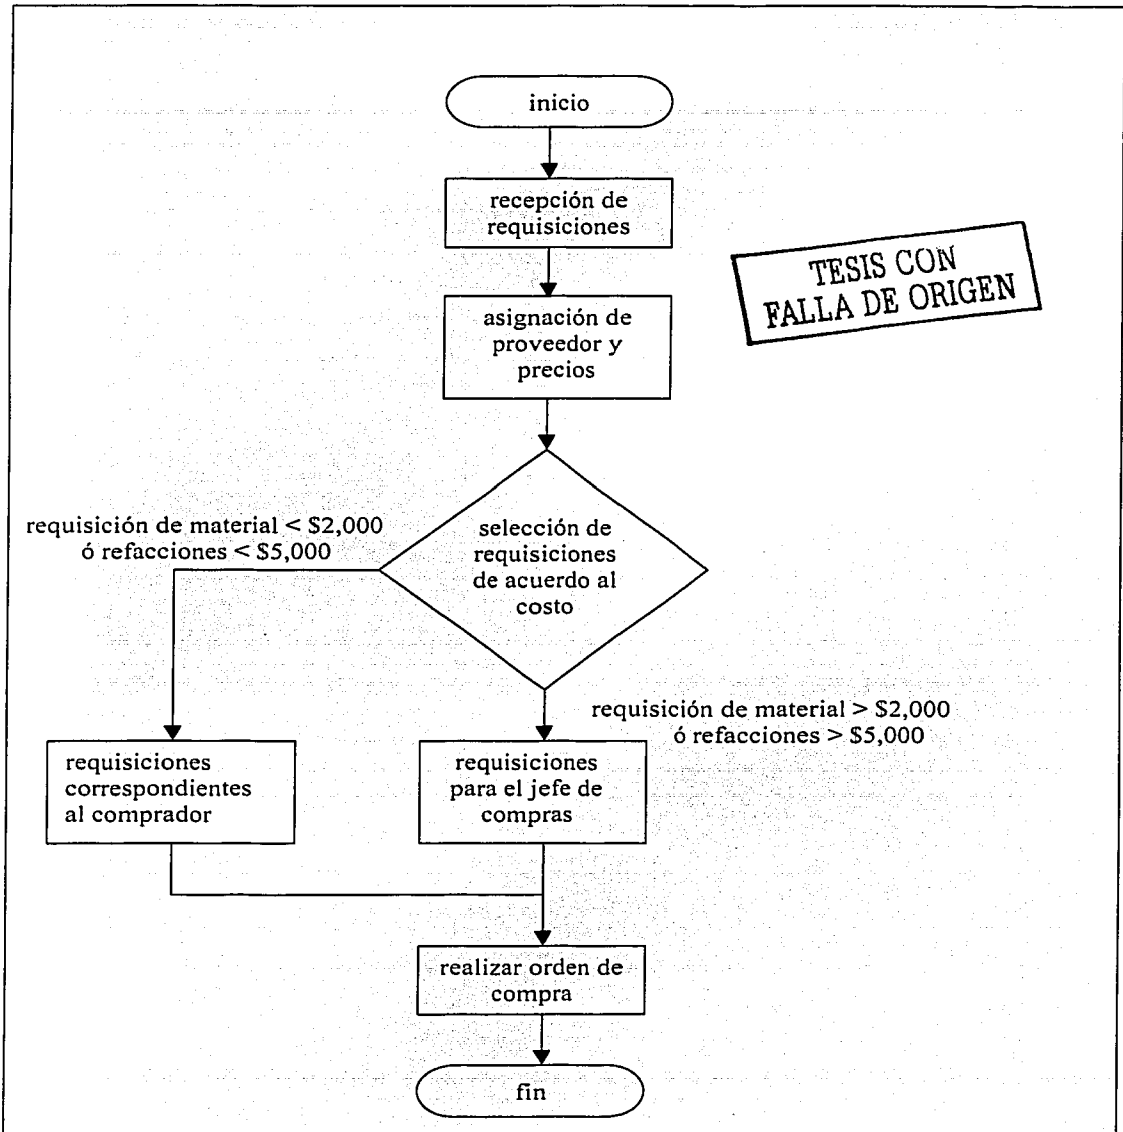 inicio
recepción de
requisiciones
TESIS CON
FALLA DE ORIGEN
asignación de
proveedor y
precios
requisición de material < $2,000
ó refacciones < $5,000
selección de
requisiciones
de acuerdo al
costo
requisición de material > $2,000
ó refacciones > $5,000
requisiciones
correspondientes
al comprador
requisiciones
para el jefe de
compras
realizar orden de
compra
fin